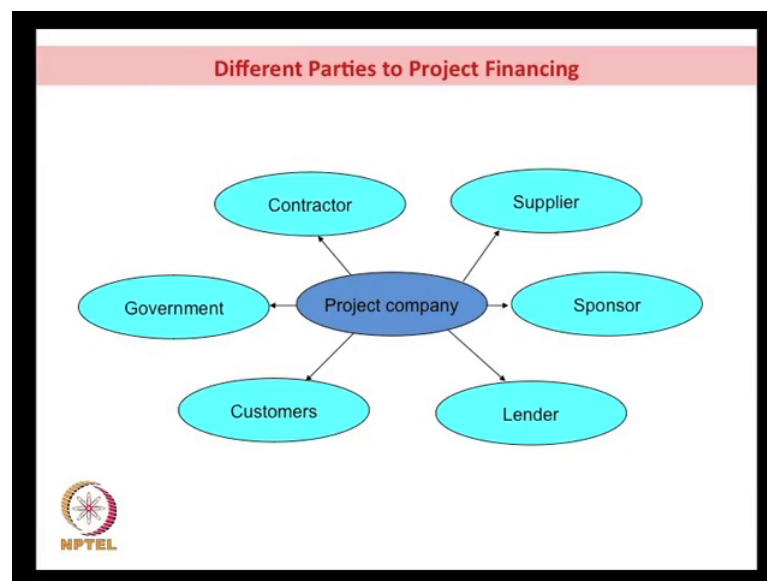 Different Parties to Project Financing
Contractor
Supplier
Government
Project company
Sponsor
Customers
Lender
NPTEL